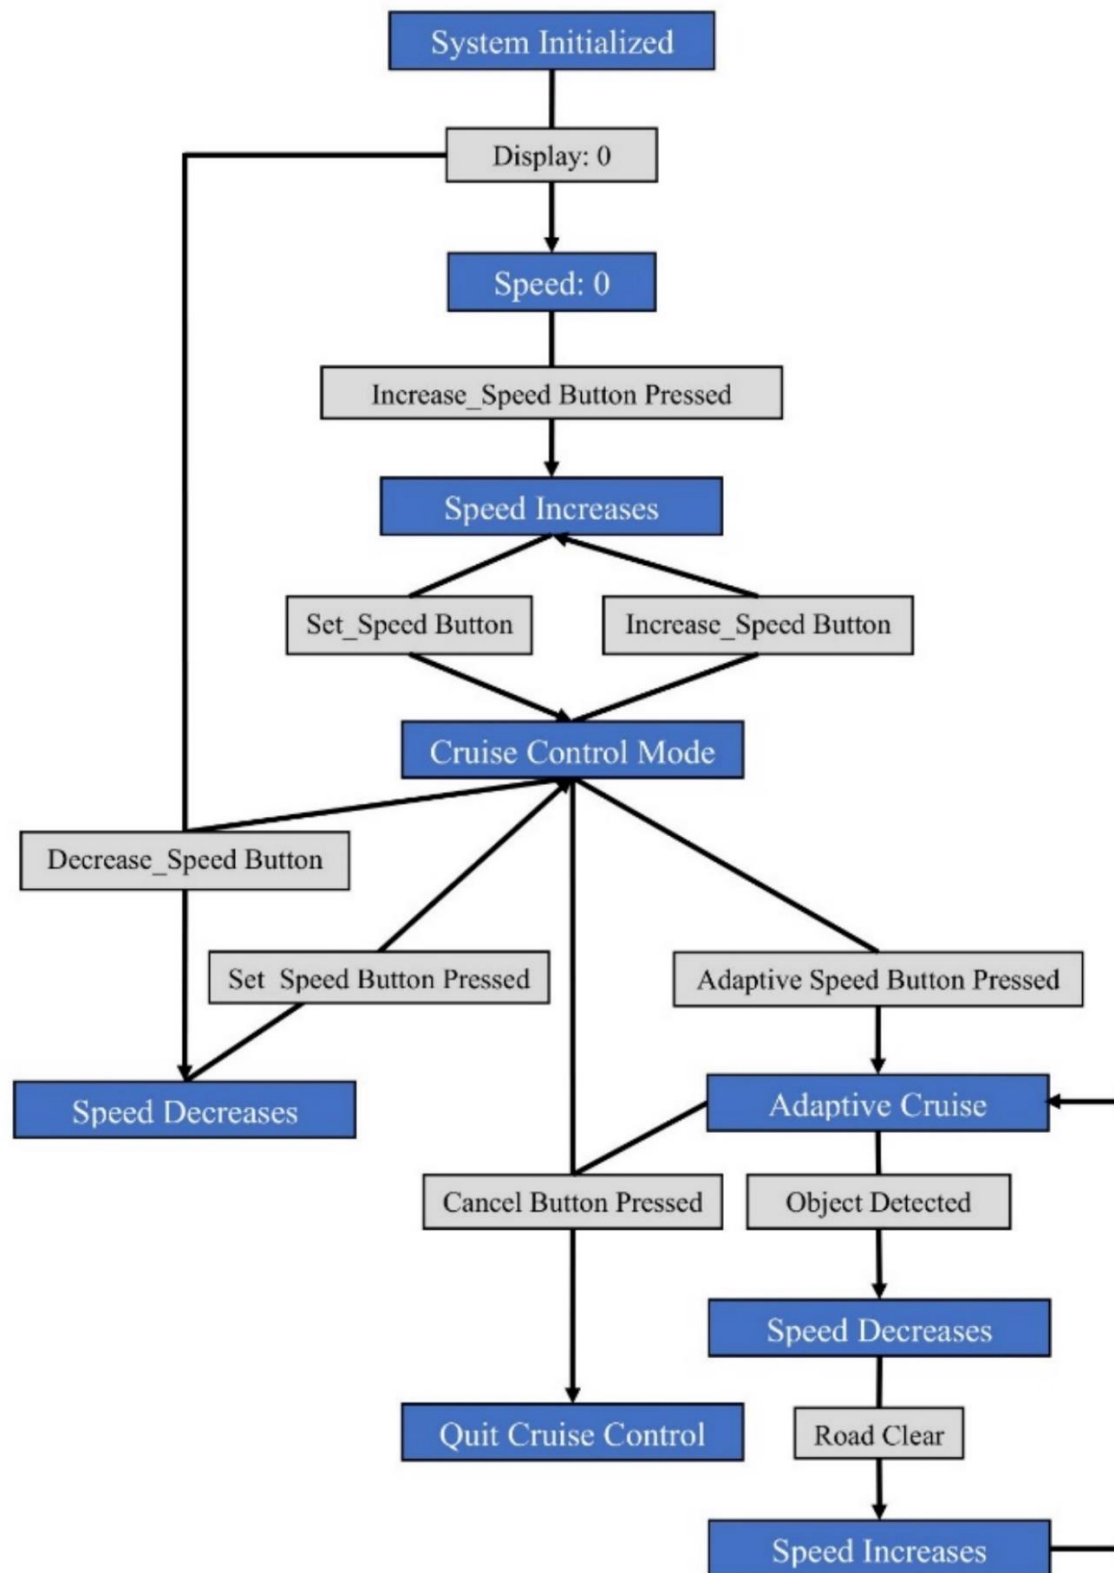 System Initialized
Display: 0
Speed: 0
Increase_Speed Button Pressed
Speed Increases
Set_Speed Button
Increase_Speed Button
Cruise Control Mode
Decrease_Speed Button
Set_Speed Button Pressed
Adaptive Speed Button Pressed
Speed Decreases
Adaptive Cruise
Cancel Button Pressed
Object Detected
Speed Decreases
Quit Cruise Control
Road Clear
Speed Increases